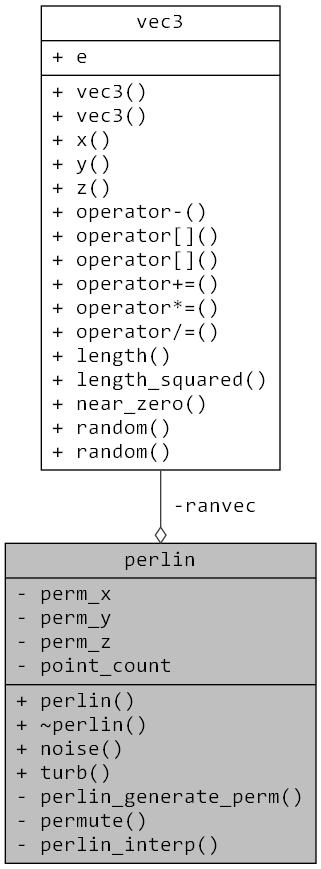 vec3
+ e
+ vec3()
+ vec3()
+ x()
+ y()
+ z()
+ operator-()
+ operator[]()
+ operator[]()
+ operator+=()
+ operator*=()
+ operator/=()
+ length()
+ length_squared()
+ near_zero()
+ random()
+ random()
-ranvec
perlin
- perm_x
- perm_y
- perm_z
- point_count
+ perlin()
+ ~perlin()
+ noise()
+ turb()
- perlin_generate_perm()
- permute()
- perlin_interp()